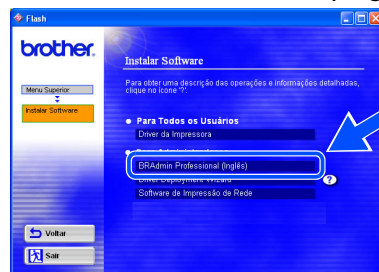 Flash
brother.
Menu Superior
Instalar Software
Instalar Software
Para obter uma descrição das operações e informações detalhadas,
clique no ícone '?'.
Para Todos os Usuários
Driver da Impressora
BRAdmin Professional (Inglês)
Driver Deployment Wizard
?
Software de Impressão de Rede
Voltar
Sair